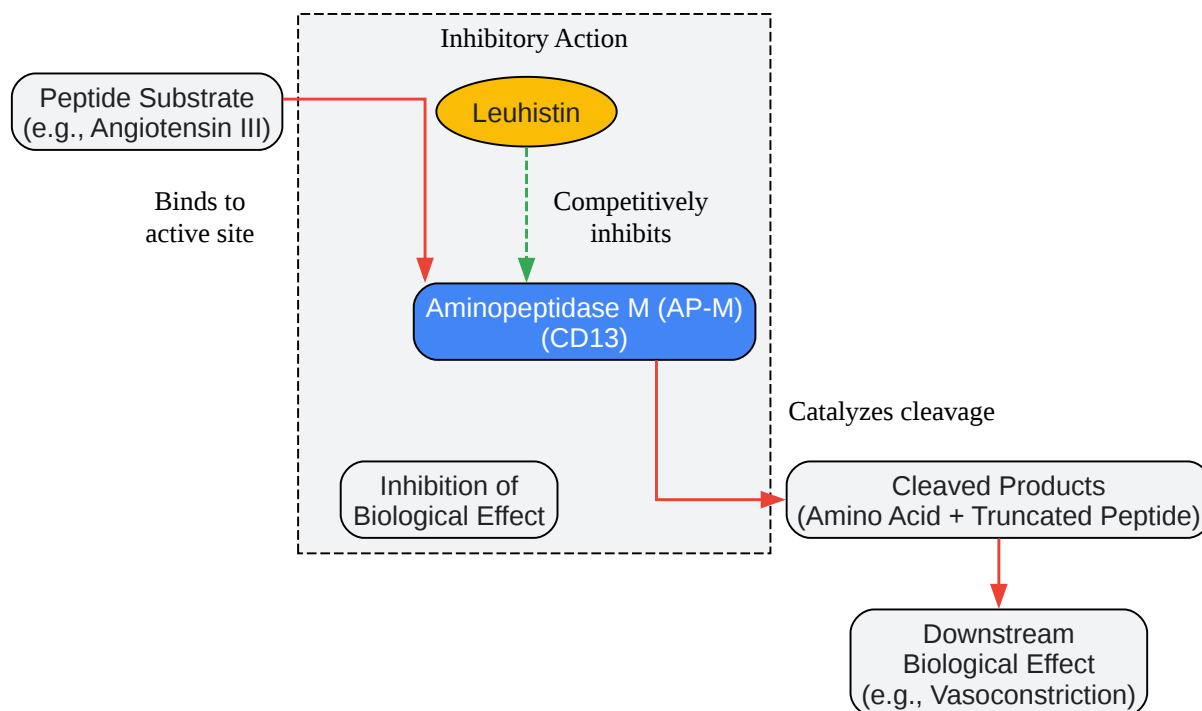 Inhibitory Action
Peptide Substrate
(e.g., Angiotensin III)
Leuhistin
Binds to
active site
Competitively
inhibits
Aminopeptidase M (AP-M)
(CD13)
Catalyzes cleavage
Inhibition of
Biological Effect
Cleaved Products
(Amino Acid + Truncated Peptide)
Downstream
Biological Effect
(e.g., Vasoconstriction)